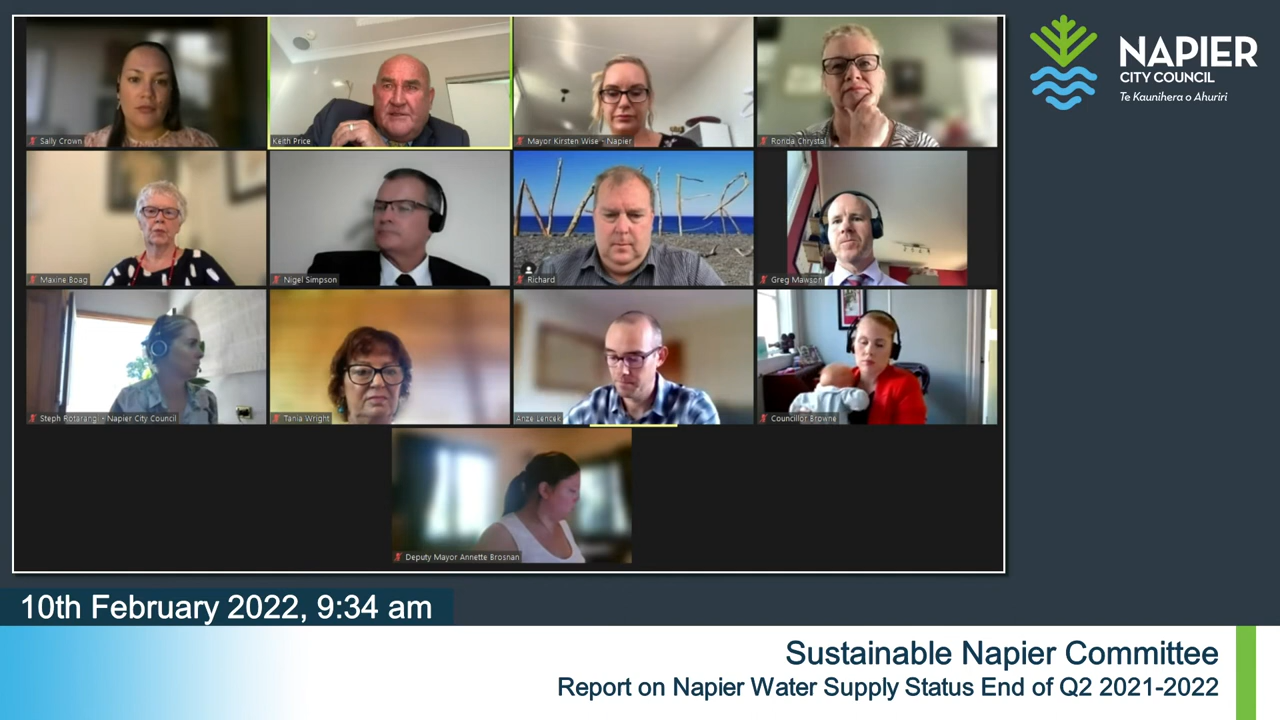 NAPIER
CITY COUNCIL
Te Kaunihera o Ahuriri
Sally Crown
Keith Price
Mayor Kirsten Wise - Napier
Ronda Chrystal
Maxine Boag
Nigel Simpson
NAPIER
Richard
Greg Mawson
Steph Rotarangi - Napier City Council
Tania Wright
Anze Lencek
Councillor Browne
Deputy Mayor Annette Brosnan
10th February 2022, 9:34 am
Sustainable Napier Committee
Report on Napier Water Supply Status End of Q2 2021-2022